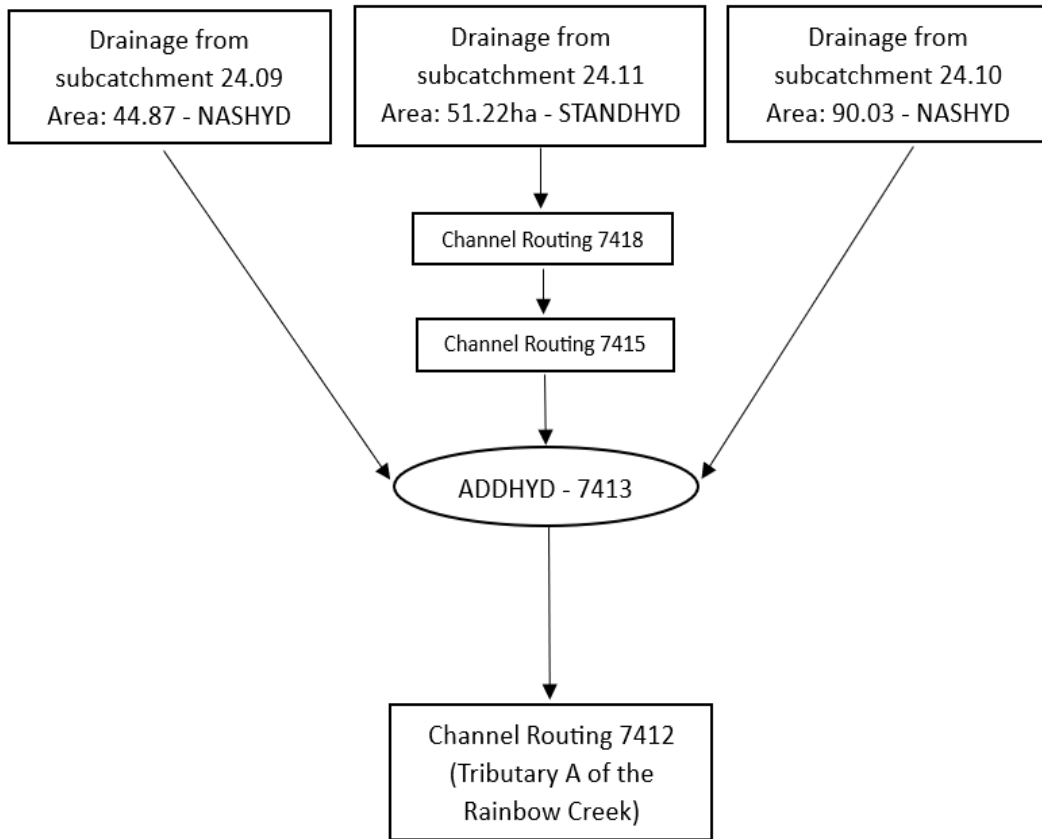 Drainage from
subcatchment 24.09
Area: 44.87 - NASHYD
Drainage from
subcatchment 24.11
Area: 51.22ha - STANDHYD
Drainage from
subcatchment 24.10
Area: 90.03 - NASHYD
Channel Routing 7418
Channel Routing 7415
ADDHYD - 7413
Channel Routing 7412
(Tributary A of the
Rainbow Creek)